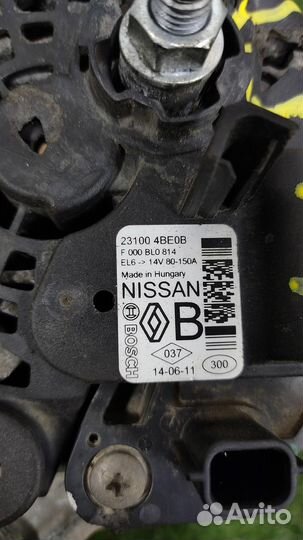 23100 4BE0B
F 000 BL0 814
EL6 -> 14V 80-150A
Made in Hungary
NISSAN
BOSCH
B
037
14-06-11
300
Avito